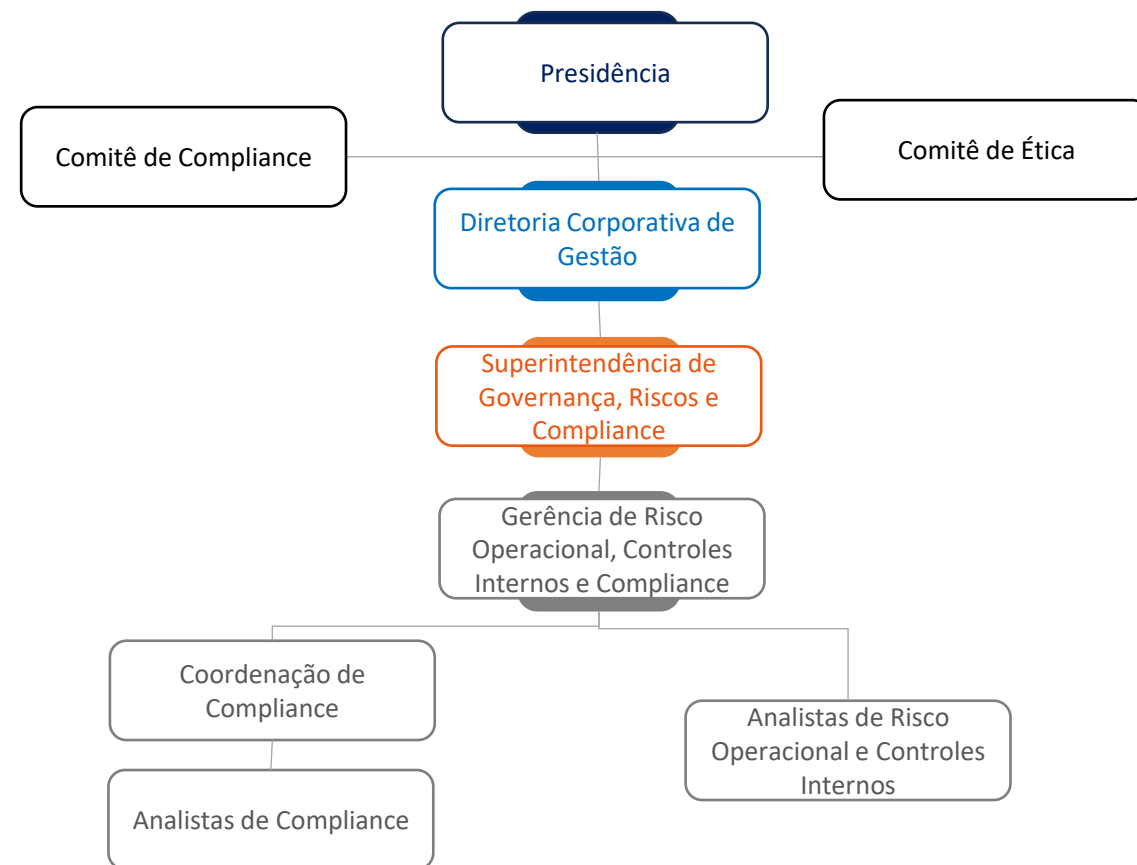 Presidência
Comitê de Compliance
Comitê de Ética
Diretoria Corporativa de
Gestão
Superintendência de
Governança, Riscos e
Compliance
Gerência de Risco
Operacional, Controles
Internos e Compliance
Coordenação de
Compliance
Analistas de Risco
Operacional e Controles
Internos
Analistas de Compliance